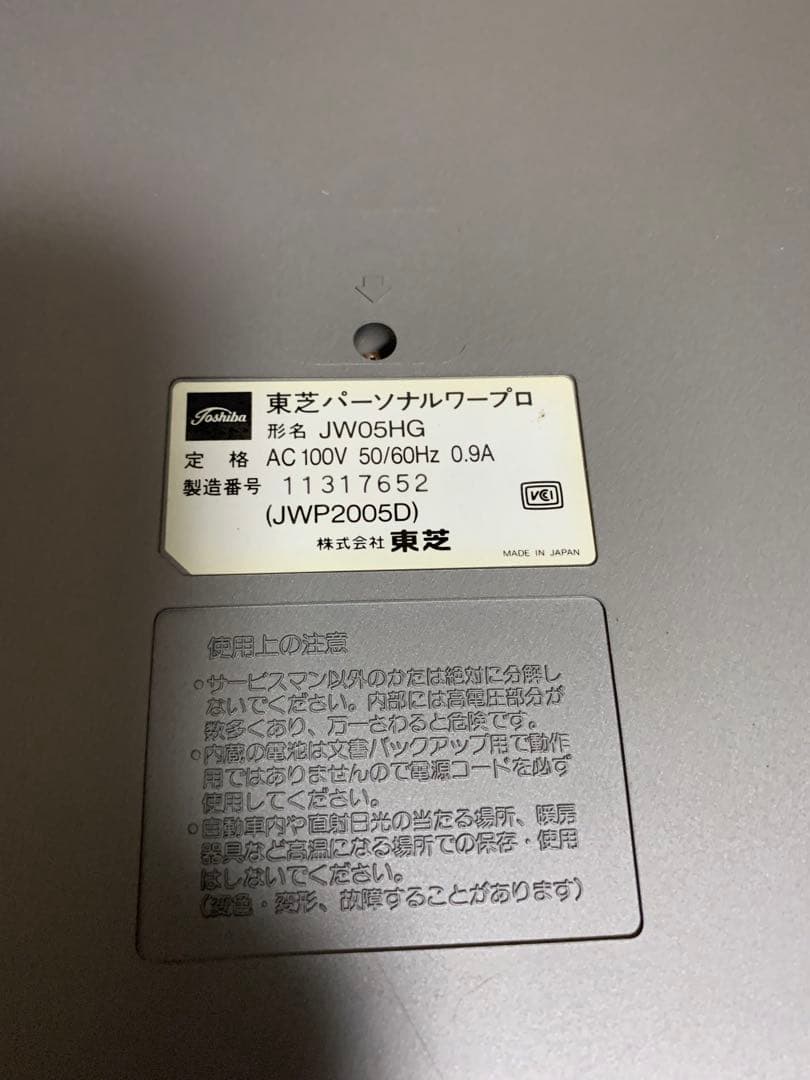 Toshiba
東芝パーソナルワープロ
形名 JW05HG
定格 AC100V 50/60Hz 0.9A
製造番号 11317652
(JWP2005D)
VCI
株式会社 東芝
MADE IN JAPAN
使用上の注意
•サービスマン以外のかたは絶対に分解し
ないでください。内部には高電圧部分が
数多くあり、万一さわると危険です。
•内蔵の電池は文書バックアップ用で動作
用ではありませんので電源コードを必ず
使用してください。
•自動車内や直射日光の当たる場所、暖房
器具など高温になる場所での保存・使用
はしないでください。
(変色・変形、故障することがあります)